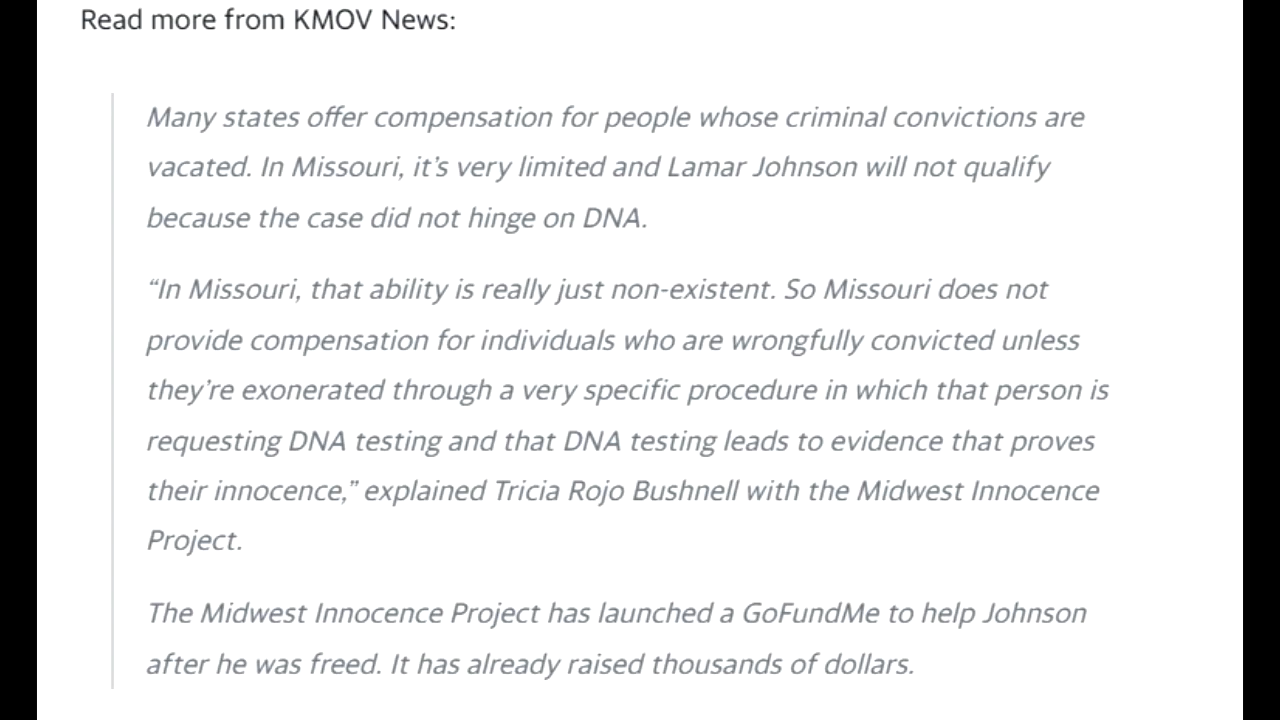 Read more from KMOV News:
Many states offer compensation for people whose criminal convictions are
vacated. In Missouri, it’s very limited and Lamar Johnson will not qualify
because the case did not hinge on DNA.
“In Missouri, that ability is really just non-existent. So Missouri does not
provide compensation for individuals who are wrongfully convicted unless
they’re exonerated through a very specific procedure in which that person is
requesting DNA testing and that DNA testing leads to evidence that proves
their innocence,” explained Tricia Rojo Bushnell with the Midwest Innocence
Project.
The Midwest Innocence Project has launched a GoFundMe to help Johnson
after he was freed. It has already raised thousands of dollars.